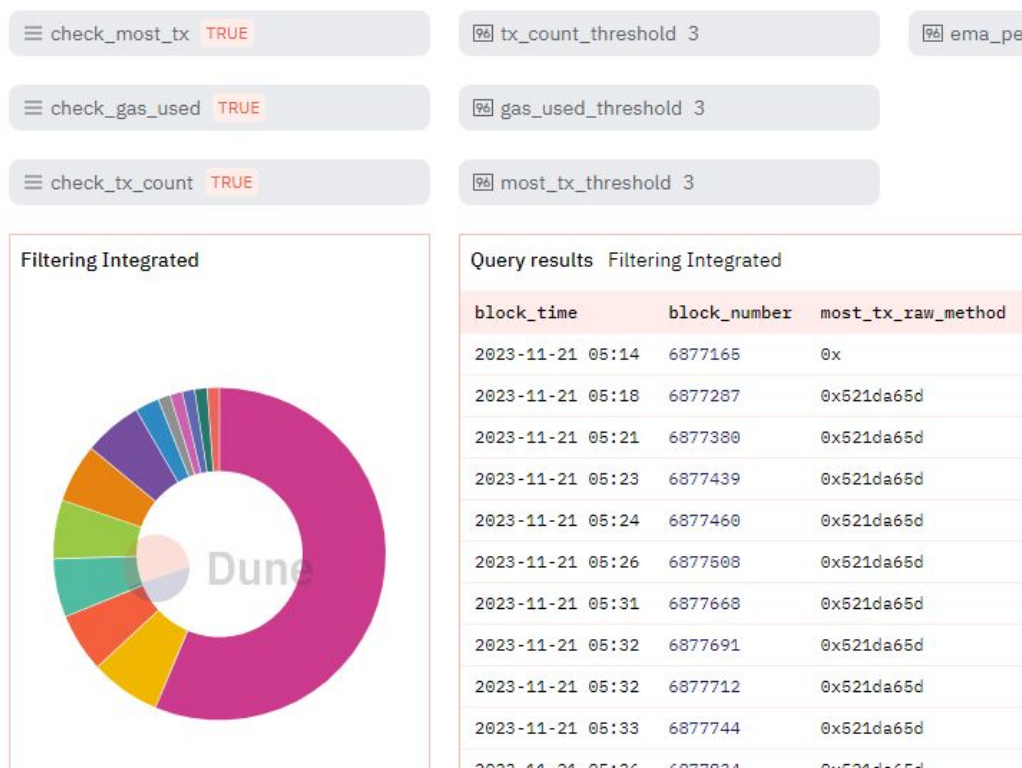 check_most_tx TRUE
tx_count_threshold 3
ema_pe
check_gas_used TRUE
gas_used_threshold 3
check_tx_count TRUE
most_tx_threshold 3
Filtering Integrated
Dune
Query results Filtering Integrated
block_time block_number most_tx_raw_method
2023-11-21 05:14 6877165 0x
2023-11-21 05:18 6877287 0x521da65d
2023-11-21 05:21 6877380 0x521da65d
2023-11-21 05:23 6877439 0x521da65d
2023-11-21 05:24 6877460 0x521da65d
2023-11-21 05:26 6877508 0x521da65d
2023-11-21 05:31 6877668 0x521da65d
2023-11-21 05:32 6877691 0x521da65d
2023-11-21 05:32 6877712 0x521da65d
2023-11-21 05:33 6877744 0x521da65d